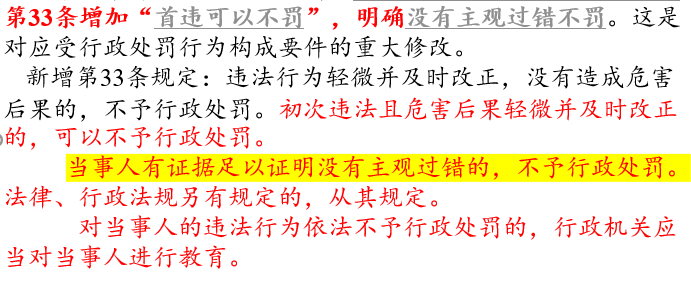 第33条增加“首违可以不罚”，明确没有主观过错不罚。这是
对应受行政处罚行为构成要件的重大修改。
新增第33条规定：违法行为轻微并及时改正，没有造成危害
后果的，不予行政处罚。初次违法且危害后果轻微并及时改正
的，可以不予行政处罚。
当事人有证据足以证明没有主观过错的，不予行政处罚。
法律、行政法规另有规定的，从其规定。
对当事人的违法行为依法不予行政处罚的，行政机关应
当对当事人进行教育。